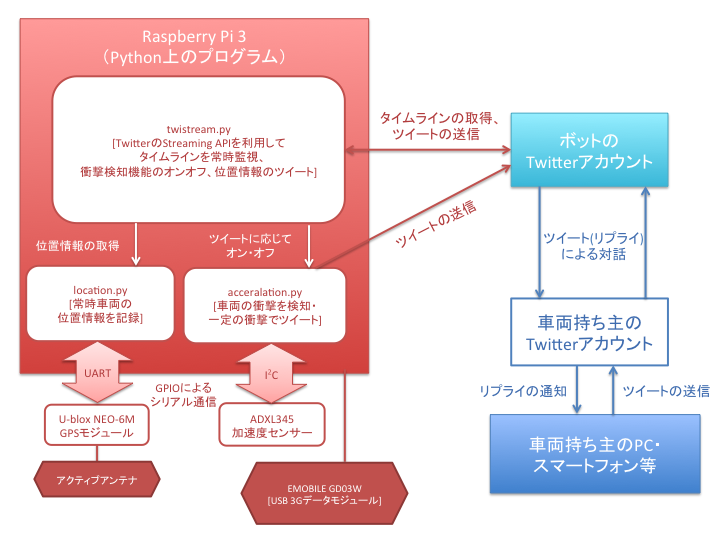 Raspberry Pi 3
（Python上のプログラム）
twistream.py
[TwitterのStreaming APIを利用して
タイムラインを常時監視、
衝撃検知機能のオンオフ、位置情報のツイート]
タイムラインの取得、
ツイートの送信
ボットの
Twitterアカウント
ツイートの送信
位置情報の取得
ツイートに応じて
オン・オフ
ツイート(リプライ)
による対話
location.py
[常時車両の
位置情報を記録]
acceralation.py
[車両の衝撃を検知・
一定の衝撃でツイート]
車両持ち主の
Twitterアカウント
UART
I²C
GPIOによる
シリアル通信
リプライの通知
ツイートの送信
U-blox NEO-6M
GPSモジュール
ADXL345
加速度センサー
車両持ち主のPC・
スマートフォン等
アクティブアンテナ
EMOBILE GD03W
[USB 3Gデータモジュール]